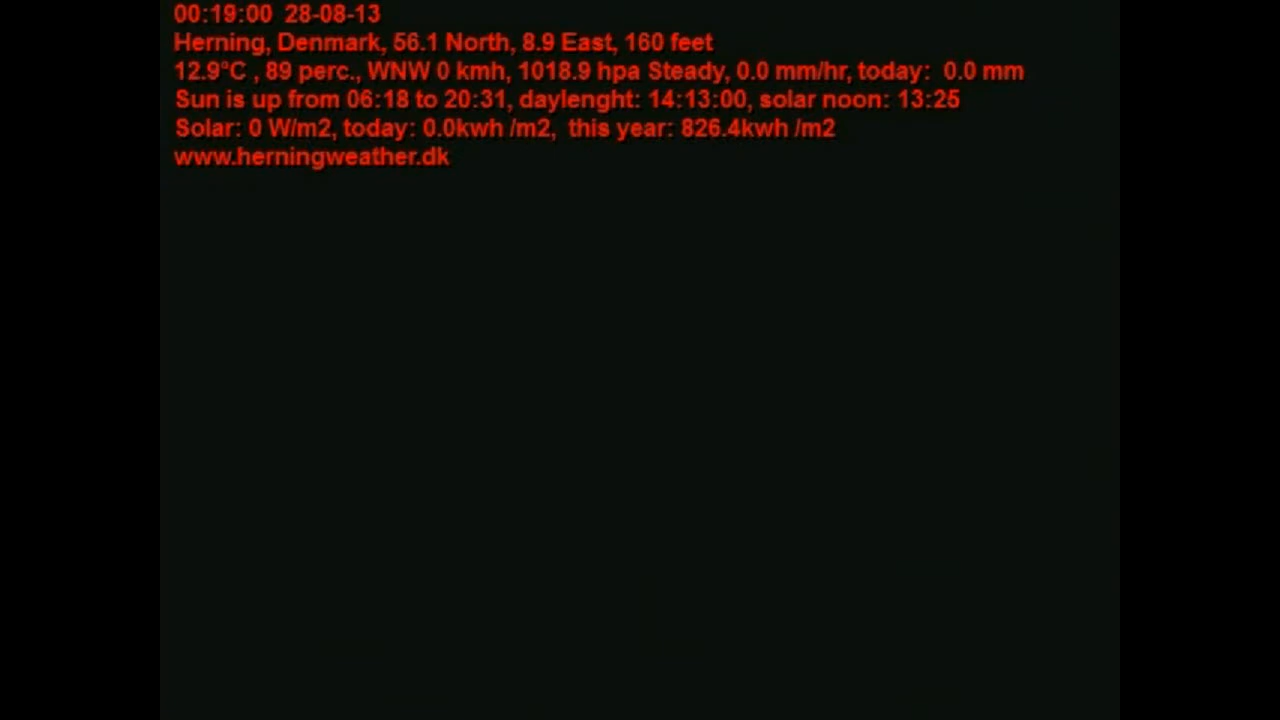 00:19:00 28-08-13
Herning, Denmark, 56.1 North, 8.9 East, 160 feet
12.9°C , 89 perc., WNW 0 kmh, 1018.9 hpa Steady, 0.0 mm/hr, today: 0.0 mm
Sun is up from 06:18 to 20:31, daylenght: 14:13:00, solar noon: 13:25
Solar: 0 W/m2, today: 0.0kwh /m2, this year: 826.4kwh /m2
www.herningweather.dk